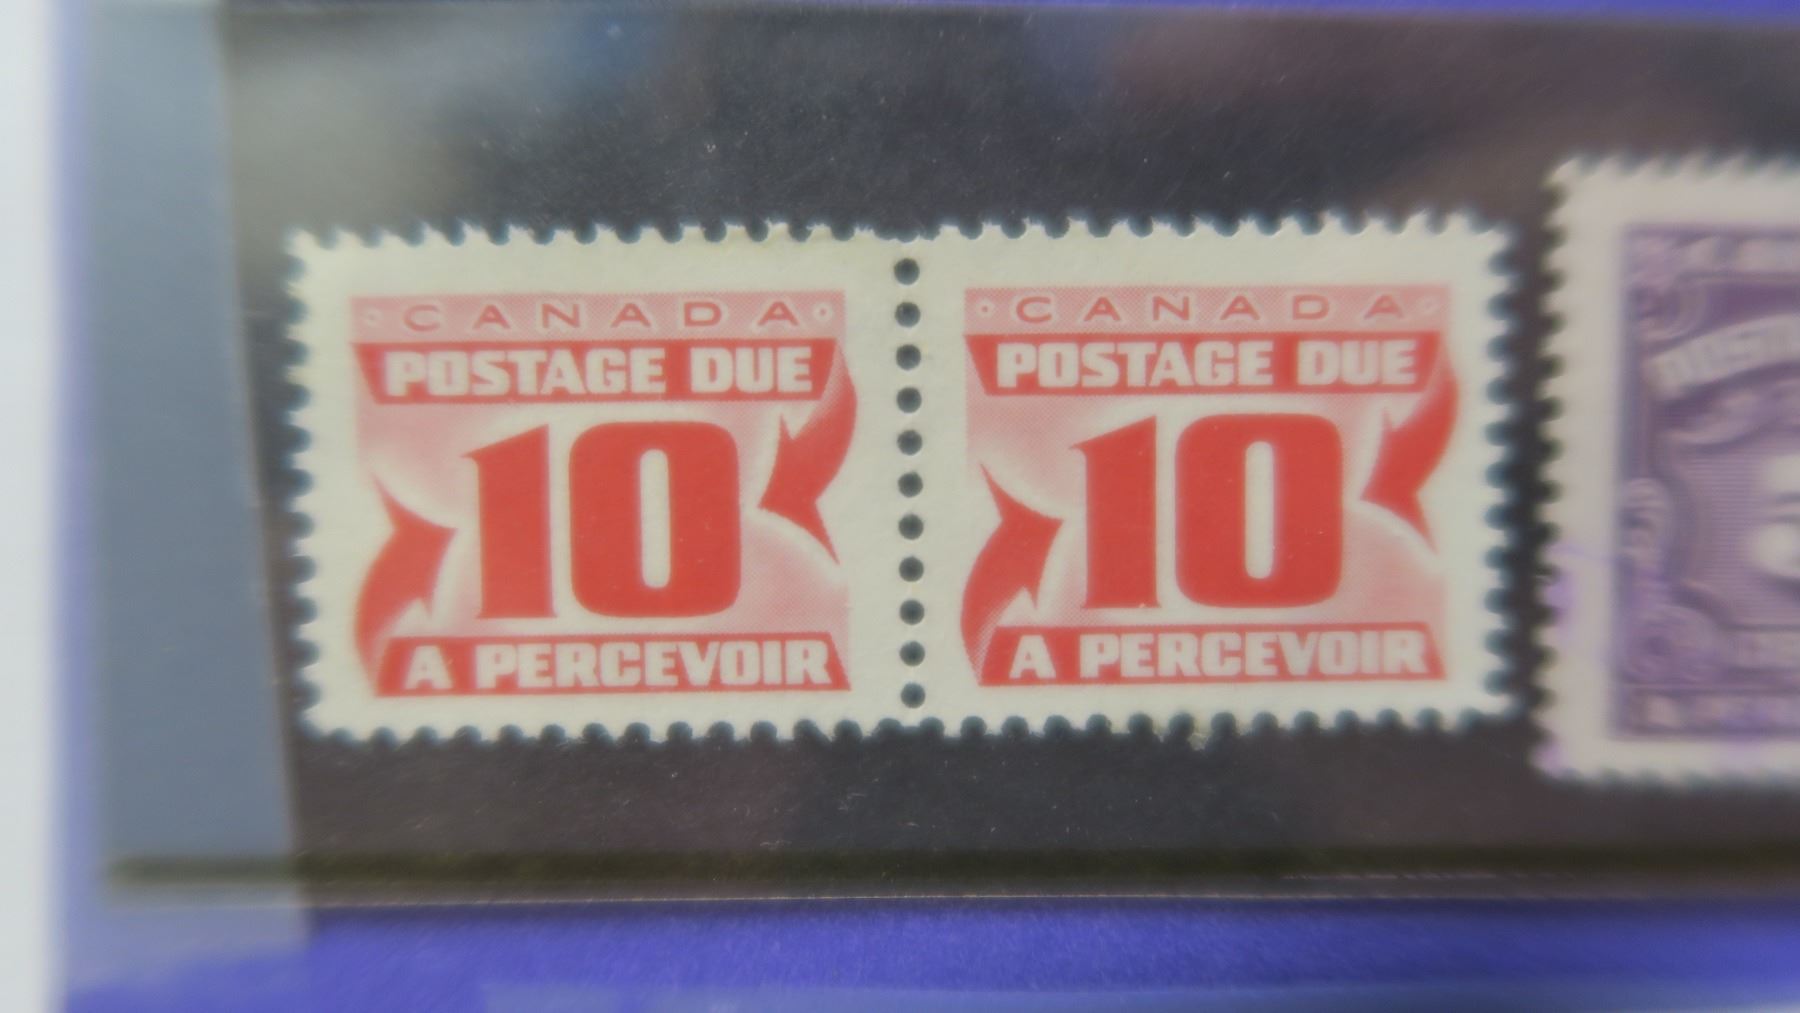 CANADA
POSTAGE DUE
10
A PERCEVOIR
CANADA
POSTAGE DUE
10
A PERCEVOIR